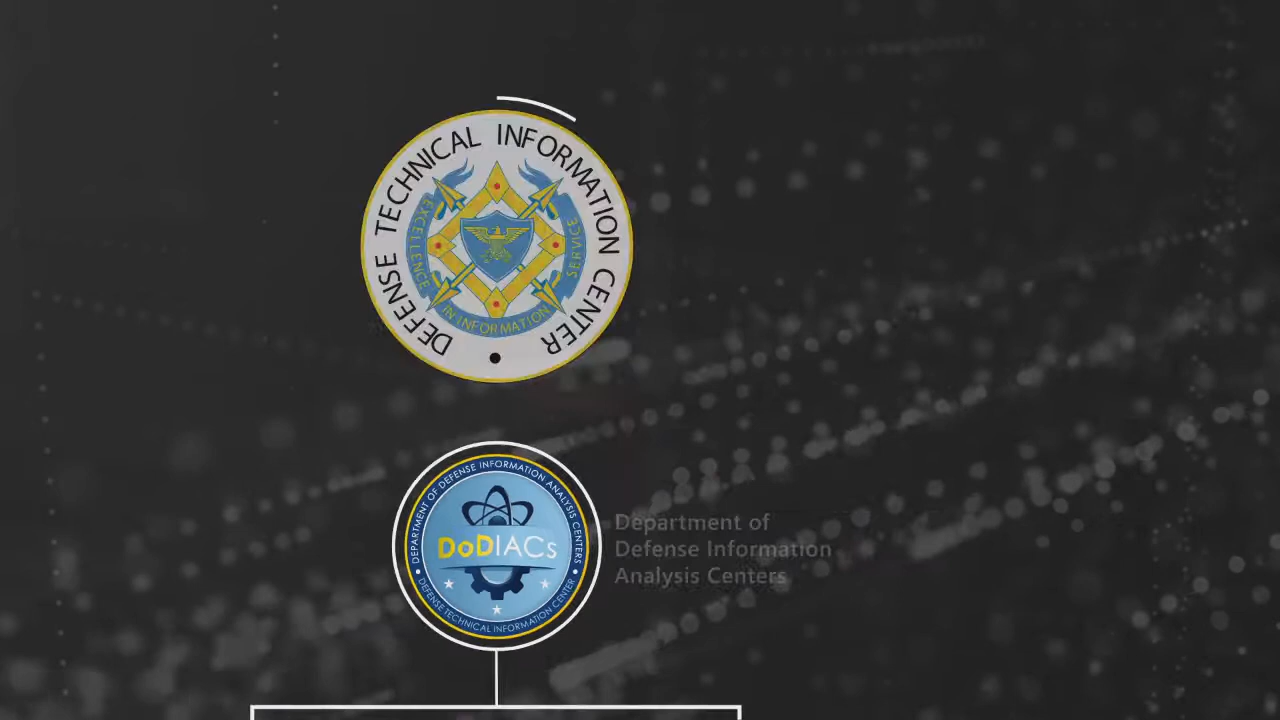 DEFENSE TECHNICAL INFORMATION CENTER
EXCELLENCE
IN INFORMATION
SERVICE
DEPARTMENT OF DEFENSE INFORMATION ANALYSIS CENTERS
DoDIACs
DEFENSE TECHNICAL INFORMATION CENTER
Department of
Defense Information
Analysis Centers